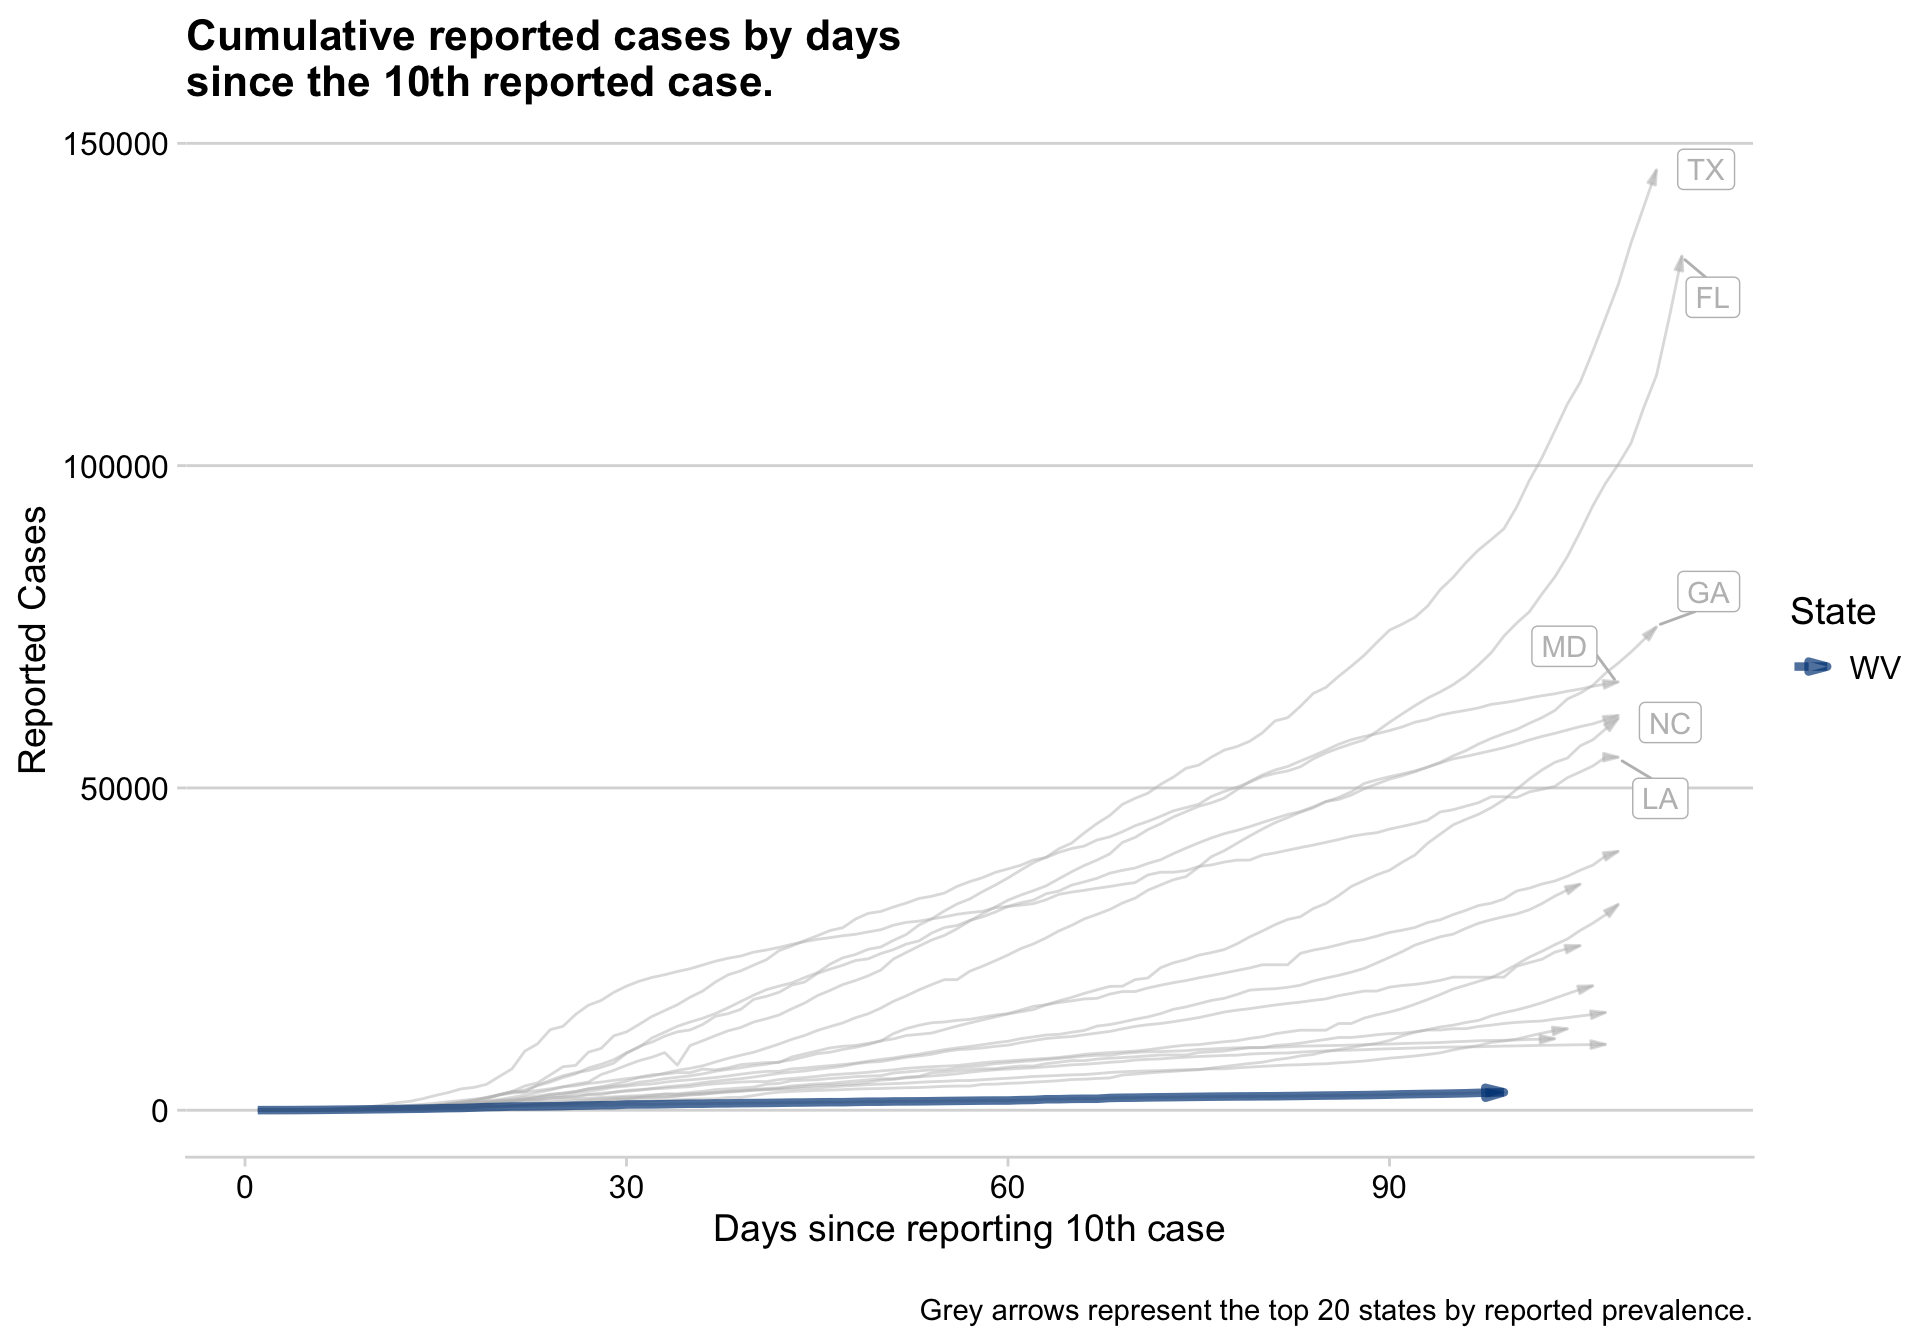 Cumulative reported cases by days
since the 10th reported case.
150000
TX
FL
100000
GA
MD
NC
50000
LA
0
Reported Cases
State
WV
0 30 60 90
Days since reporting 10th case
Grey arrows represent the top 20 states by reported prevalence.